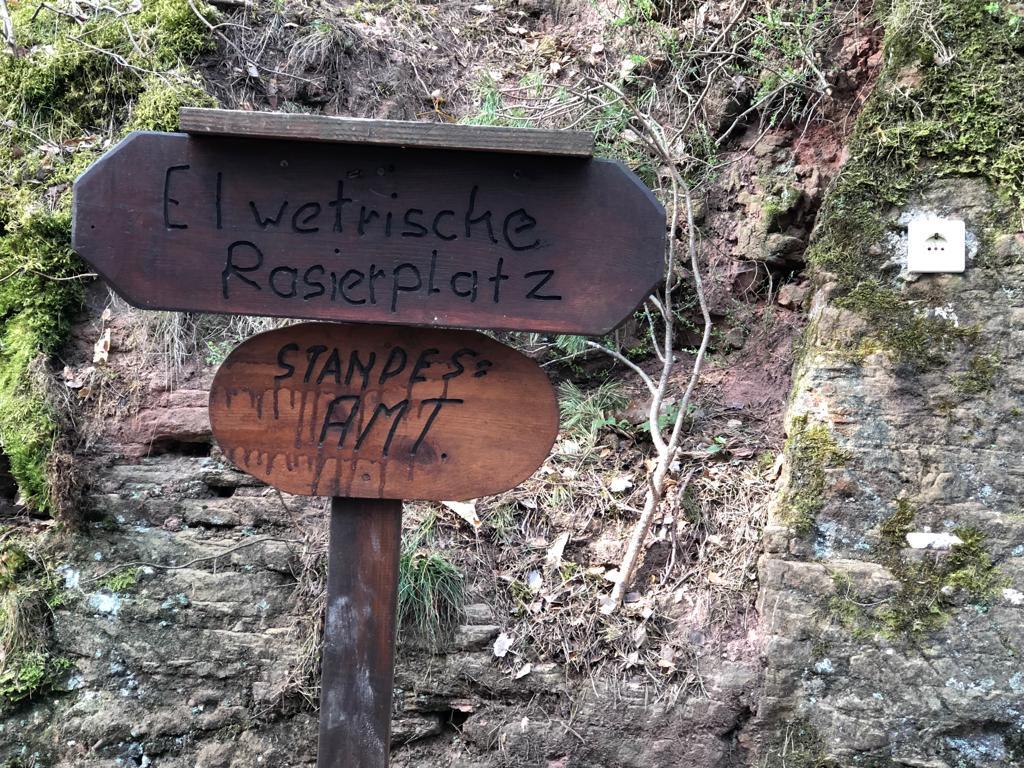 Elwetrische
Rasierplatz
STANDES=
AMT.